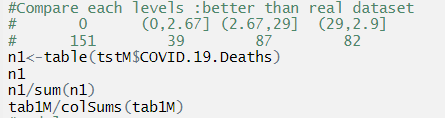 #Compare each levels :better than real dataset
# 0 (0,2.67] (2.67,29] (29,2.9]
# 151 39 87 82
n1<-table(tstM$COVID.19.Deaths)
n1
n1/sum(n1)
tab1M/colSums(tab1M)